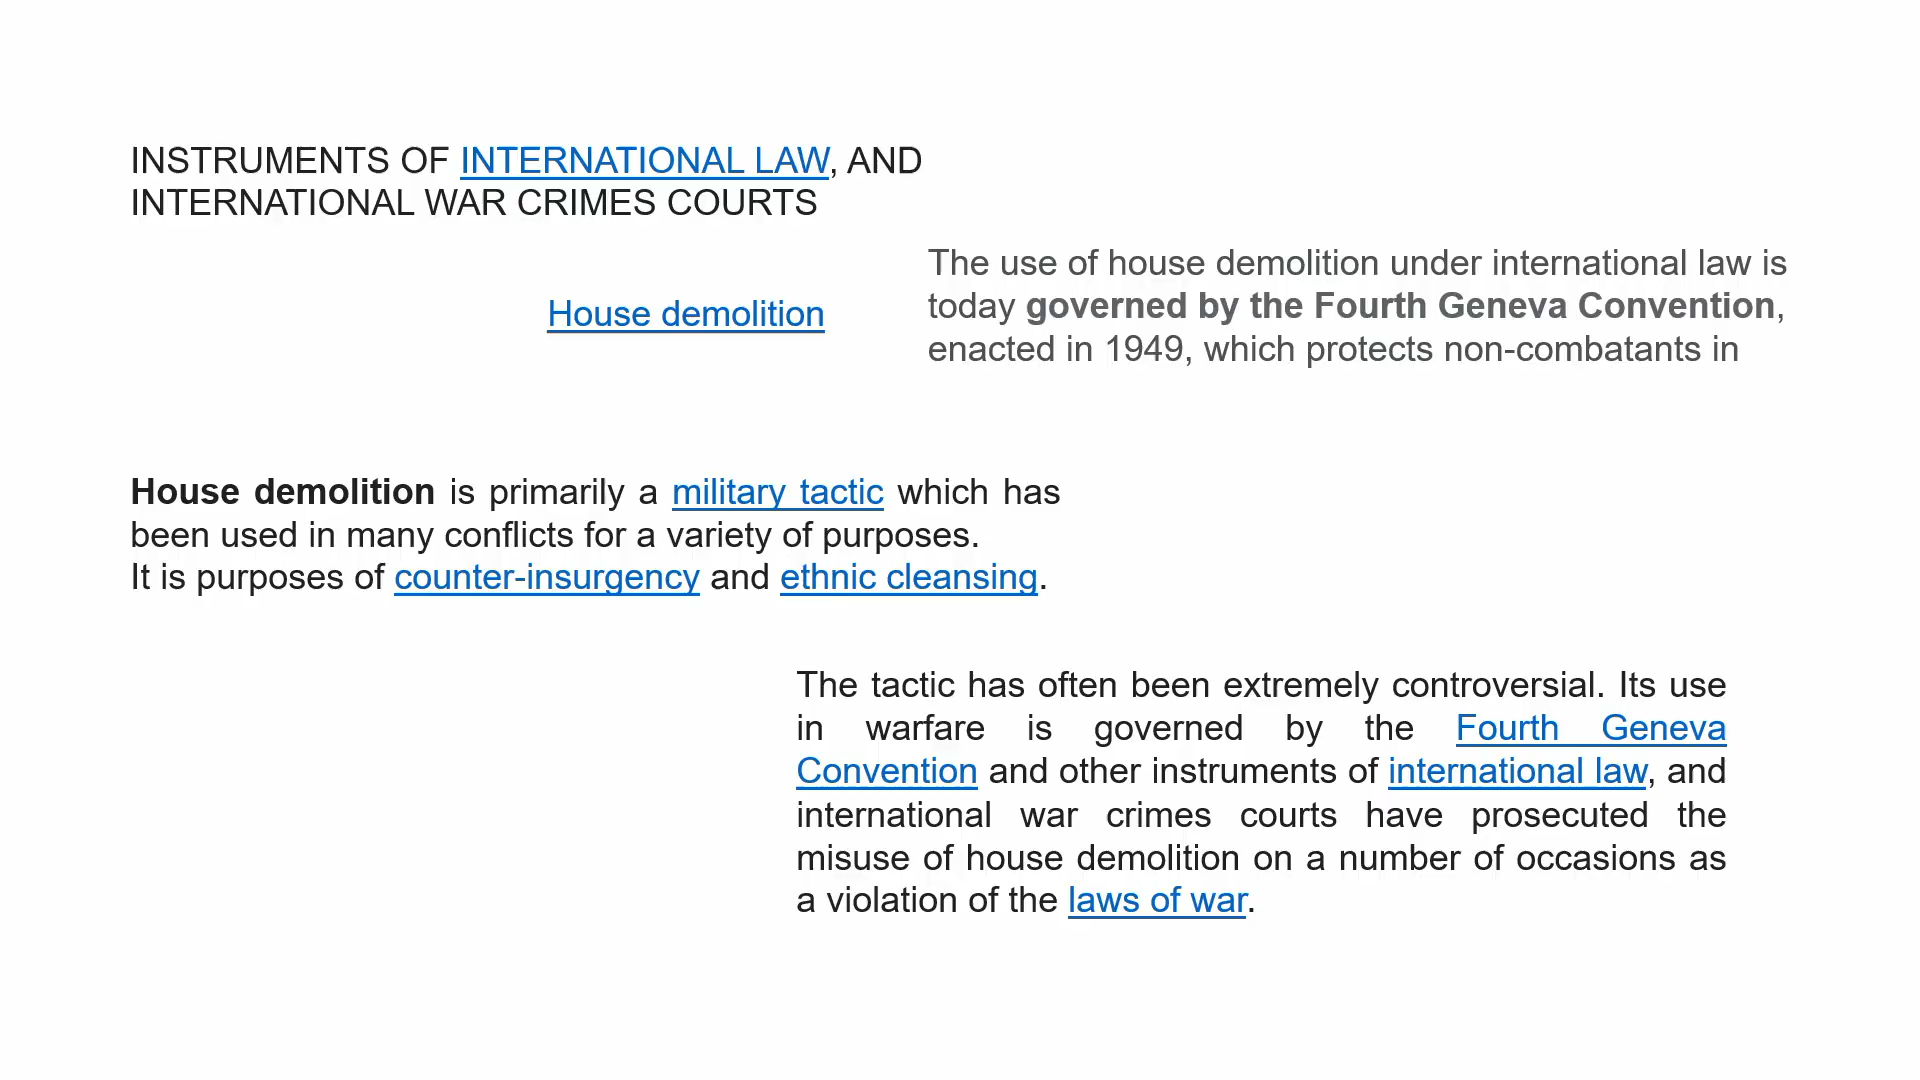 INSTRUMENTS OF INTERNATIONAL LAW, AND
INTERNATIONAL WAR CRIMES COURTS
House demolition
The use of house demolition under international law is
today governed by the Fourth Geneva Convention,
enacted in 1949, which protects non-combatants in
House demolition is primarily a military tactic which has
been used in many conflicts for a variety of purposes.
It is purposes of counter-insurgency and ethnic cleansing.
The tactic has often been extremely controversial. Its use
in warfare is governed by the Fourth Geneva
Convention and other instruments of international law, and
international war crimes courts have prosecuted the
misuse of house demolition on a number of occasions as
a violation of the laws of war.